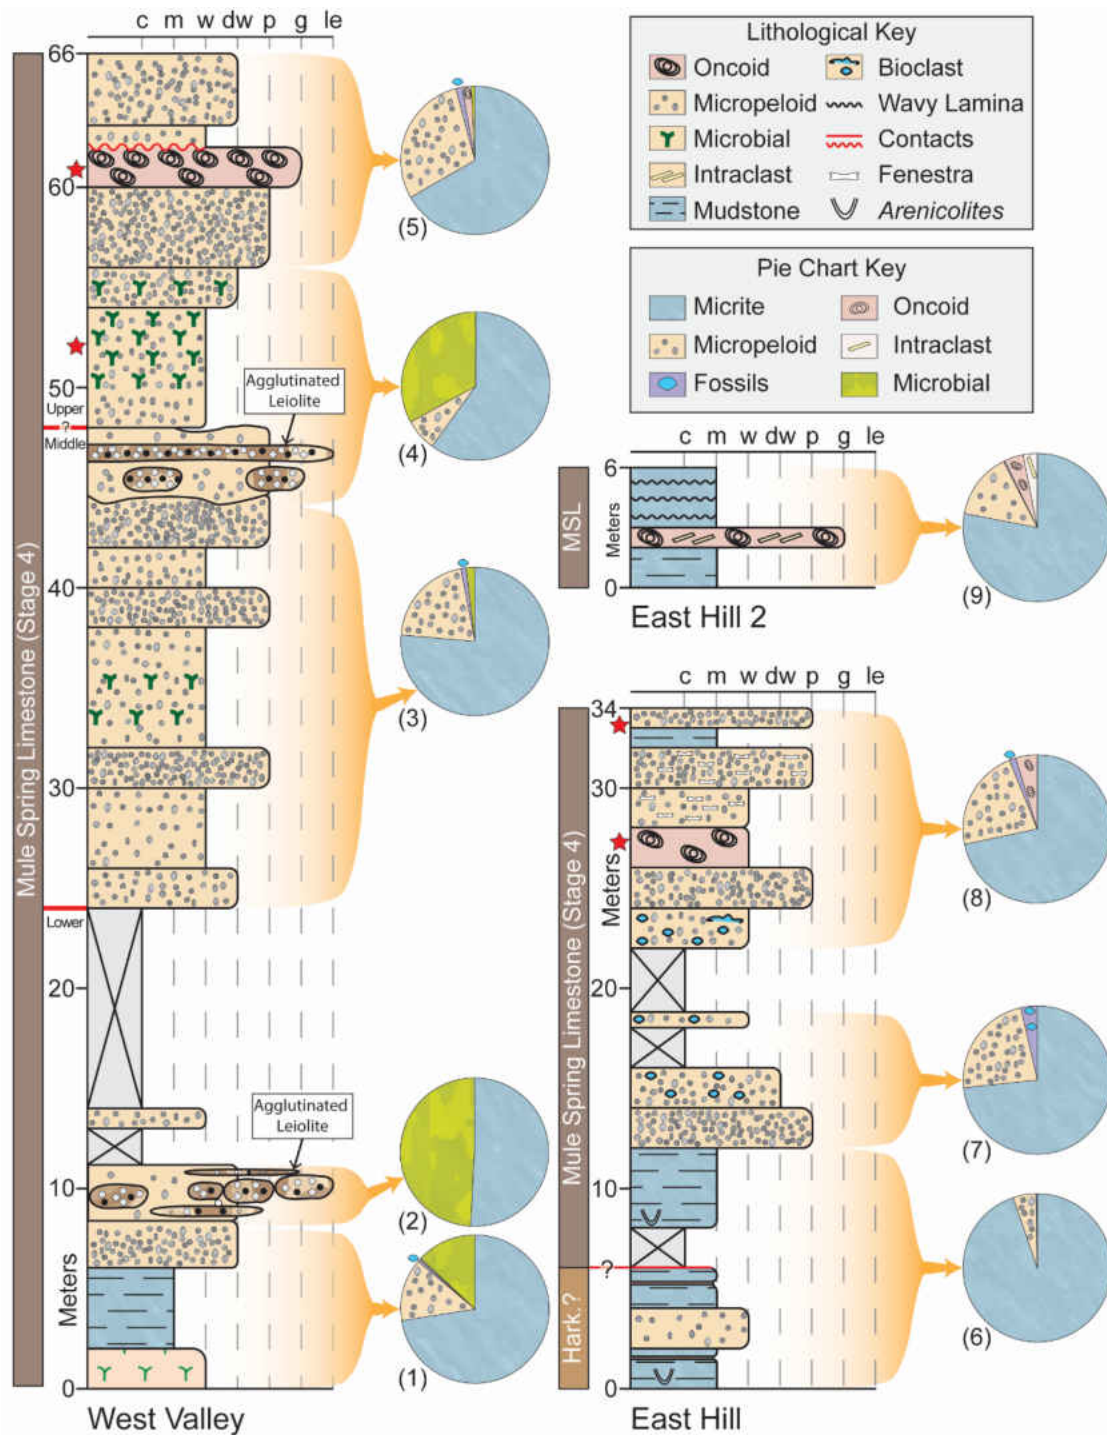 c m w dw p g le
66
60
50
40
30
20
10
0
Meters
Mule Spring Limestone (Stage 4)
Upper
?
Middle
Lower
Agglutinated
Leiolite
Agglutinated
Leiolite
(5)
(4)
(3)
(2)
(1)
West Valley
Lithological Key
Oncoid
Bioclast
Micropeloid
Wavy Lamina
Microbial
Contacts
Intraclast
Fenestra
Mudstone
Arenicolites
Pie Chart Key
Micrite
Oncoid
Micropeloid
Intraclast
Fossils
Microbial
c m w dw p g le
MSL
6
Meters
0
(9)
East Hill 2
c m w dw p g le
34
30
Meters
20
10
?
0
Mule Spring Limestone (Stage 4)
Hark.?
(8)
(7)
(6)
East Hill